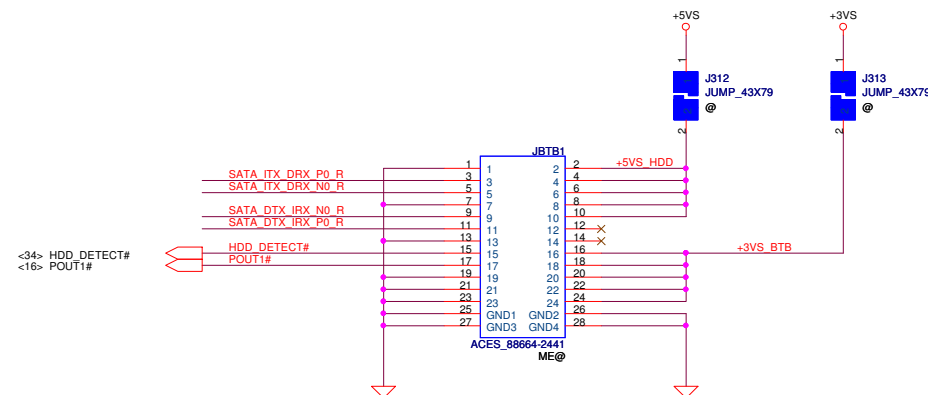 +5VS +3VS
1 1
J312 J313
JUMP_43X79 JUMP_43X79
@ @
2 2
JBTB1
1 1 2 2 +5VS_HDD
SATA_ITX_DRX_P0_R 3 3 4 4
SATA_ITX_DRX_N0_R 5 5 6 6
7 7 8 8
SATA_DTX_IRX_N0_R 9 9 10 10
SATA_DTX_IRX_P0_R 11 11 12 12
13 13 14 14
<34> HDD_DETECT# HDD_DETECT# 15 15 16 16 +3VS_BTB
<16> POUT1# POUT1# 17 17 18 18
19 19 20 20
21 21 22 22
23 23 24 24
25 GND1 GND2 26
27 GND3 GND4 28
ACES_88664-2441
ME@